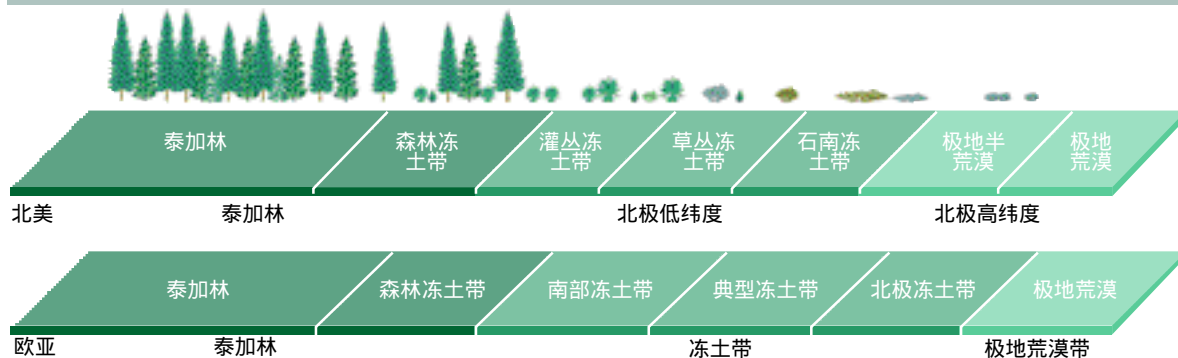 泰加林
森林冻
土带
灌丛冻
土带
草丛冻
土带
石南冻
土带
极地半
荒漠
极地
荒漠
北美
泰加林
北极低纬度
北极高纬度
泰加林
森林冻土带
南部冻土带
典型冻土带
北极冻土带
极地荒漠
欧亚
泰加林
冻土带
极地荒漠带